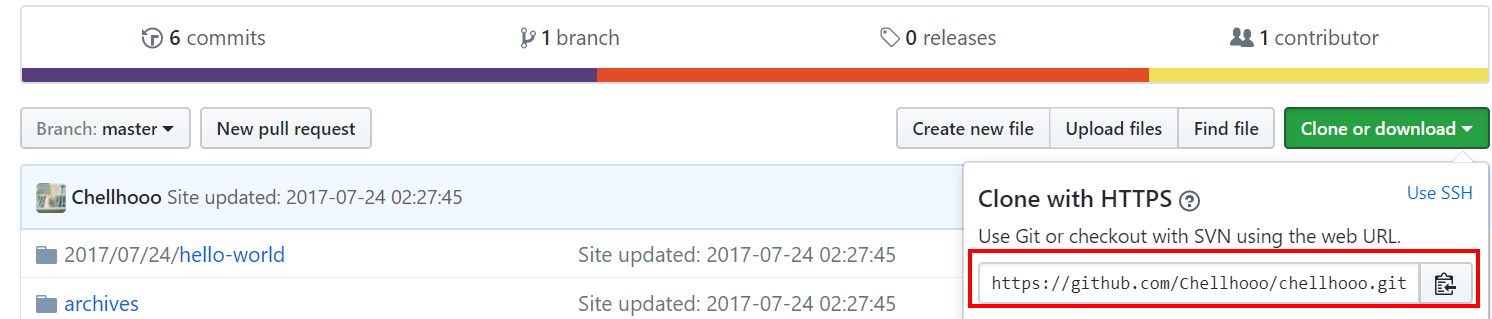 6 commits
1 branch
0 releases
1 contributor
Branch: master
New pull request
Create new file
Upload files
Find file
Clone or download
Chellhooo Site updated: 2017-07-24 02:27:45
Clone with HTTPS ?
Use SSH
Use Git or checkout with SVN using the web URL.
2017/07/24/hello-world
Site updated: 2017-07-24 02:27:45
https://github.com/Chellhooo/chellhooo.git
archives
Site updated: 2017-07-24 02:27:45